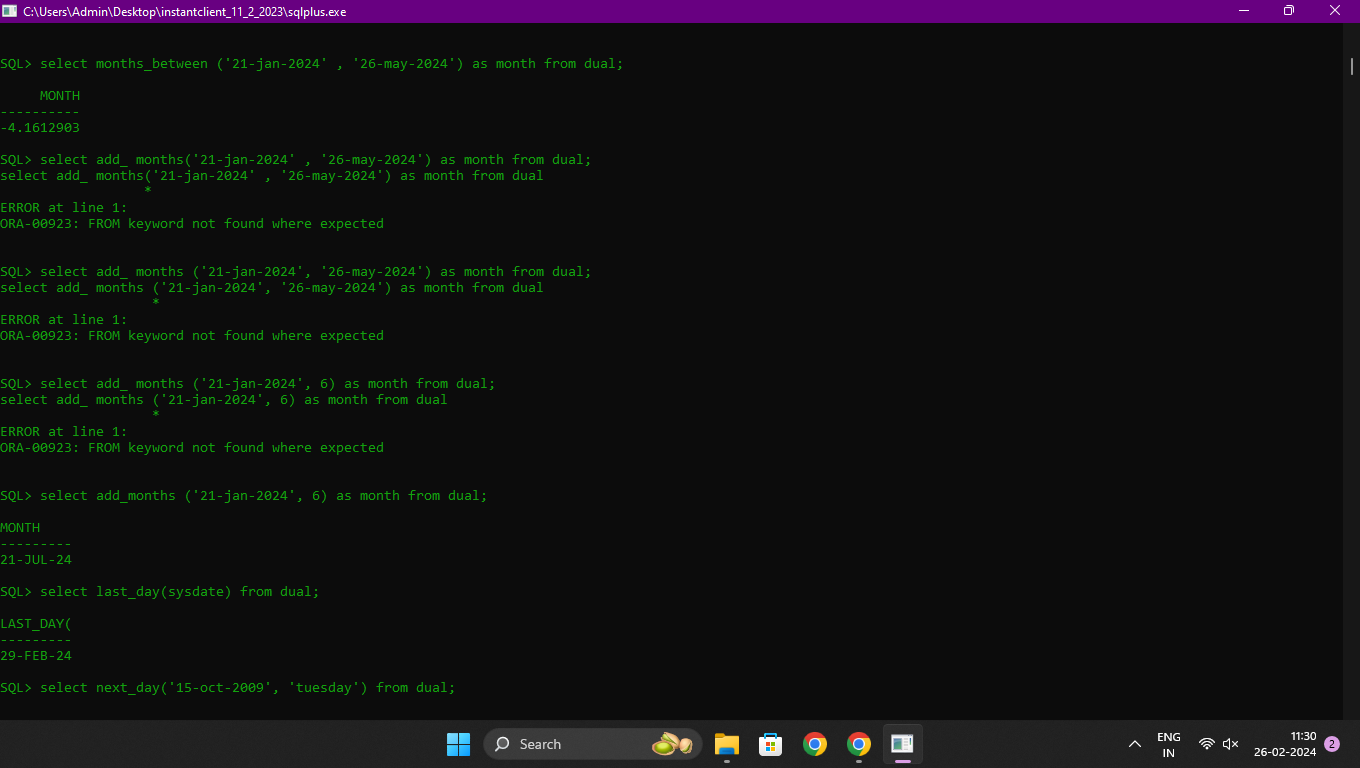 C:\Users\Admin\Desktop\instantclient_11_2_2023\sqlplus.exe
SQL> select months_between ('21-jan-2024' , '26-may-2024') as month from dual;
MONTH
----------
-4.1612903
SQL> select add_ months('21-jan-2024' , '26-may-2024') as month from dual;
select add_ months('21-jan-2024' , '26-may-2024') as month from dual
*
ERROR at line 1:
ORA-00923: FROM keyword not found where expected
SQL> select add_ months ('21-jan-2024', '26-may-2024') as month from dual;
select add_ months ('21-jan-2024', '26-may-2024') as month from dual
*
ERROR at line 1:
ORA-00923: FROM keyword not found where expected
SQL> select add_ months ('21-jan-2024', 6) as month from dual;
select add_ months ('21-jan-2024', 6) as month from dual
*
ERROR at line 1:
ORA-00923: FROM keyword not found where expected
SQL> select add_months ('21-jan-2024', 6) as month from dual;
MONTH
---------
21-JUL-24
SQL> select last_day(sysdate) from dual;
LAST_DAY(
---------
29-FEB-24
SQL> select next_day('15-oct-2009', 'tuesday') from dual;
Search
ENG
IN
11:30
26-02-2024
2